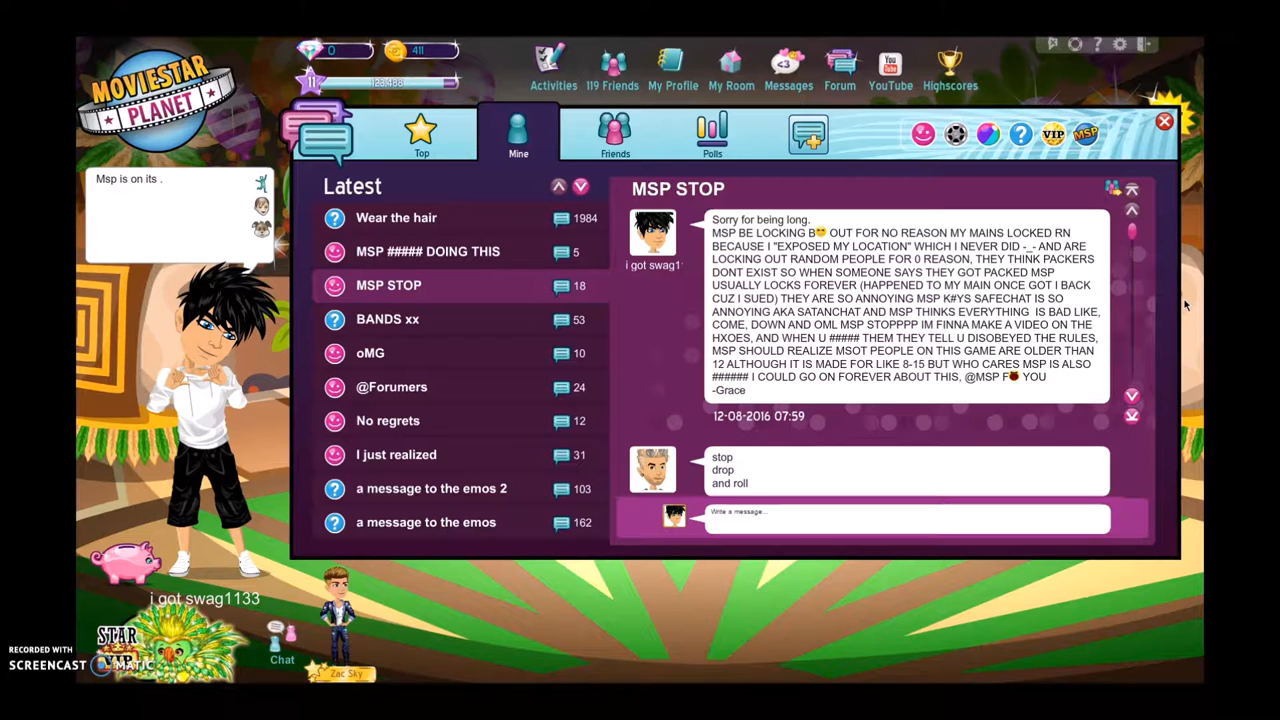 MOVIESTAR
PLANET
0
411
11
123,488
Activities
119 Friends
My Profile
My Room
<3
Messages
Forum
You
Tube
YouTube
Highscores
Msp is on its .
Top
Mine
Friends
Polls
VIP
MSP
Latest
Wear the hair 1984
MSP ##### DOING THIS 5
MSP STOP 18
BANDS xx 53
oMG 10
@Forumers 24
No regrets 12
I just realized 31
a message to the emos 2 103
a message to the emos 162
MSP STOP
i got swag1
Sorry for being long.
MSP BE LOCKING B😁 OUT FOR NO REASON MY MAINS LOCKED RN
BECAUSE I "EXPOSED MY LOCATION" WHICH I NEVER DID -_- AND ARE
LOCKING OUT RANDOM PEOPLE FOR 0 REASON, THEY THINK PACKERS
DONT EXIST SO WHEN SOMEONE SAYS THEY GOT PACKED MSP
USUALLY LOCKS FOREVER (HAPPENED TO MY MAIN ONCE GOT I BACK
CUZ I SUED) THEY ARE SO ANNOYING MSP K#YS SAFECHAT IS SO
ANNOYING AKA SATANCHAT AND MSP THINKS EVERYTHING IS BAD LIKE,
COME, DOWN AND OML MSP STOPPPP IM FINNA MAKE A VIDEO ON THE
HXOES, AND WHEN U ##### THEM THEY TELL U DISOBEYED THE RULES,
MSP SHOULD REALIZE MSOT PEOPLE ON THIS GAME ARE OLDER THAN
12 ALTHOUGH IT IS MADE FOR LIKE 8-15 BUT WHO CARES MSP IS ALSO
###### I COULD GO ON FOREVER ABOUT THIS, @MSP F🐞 YOU
-Grace
12-08-2016 07:59
stop
drop
and roll
Write a message...
i got swag1133
STAR
VIP
Chat
Zac Sky
RECORDED WITH
SCREENCAST MATIC